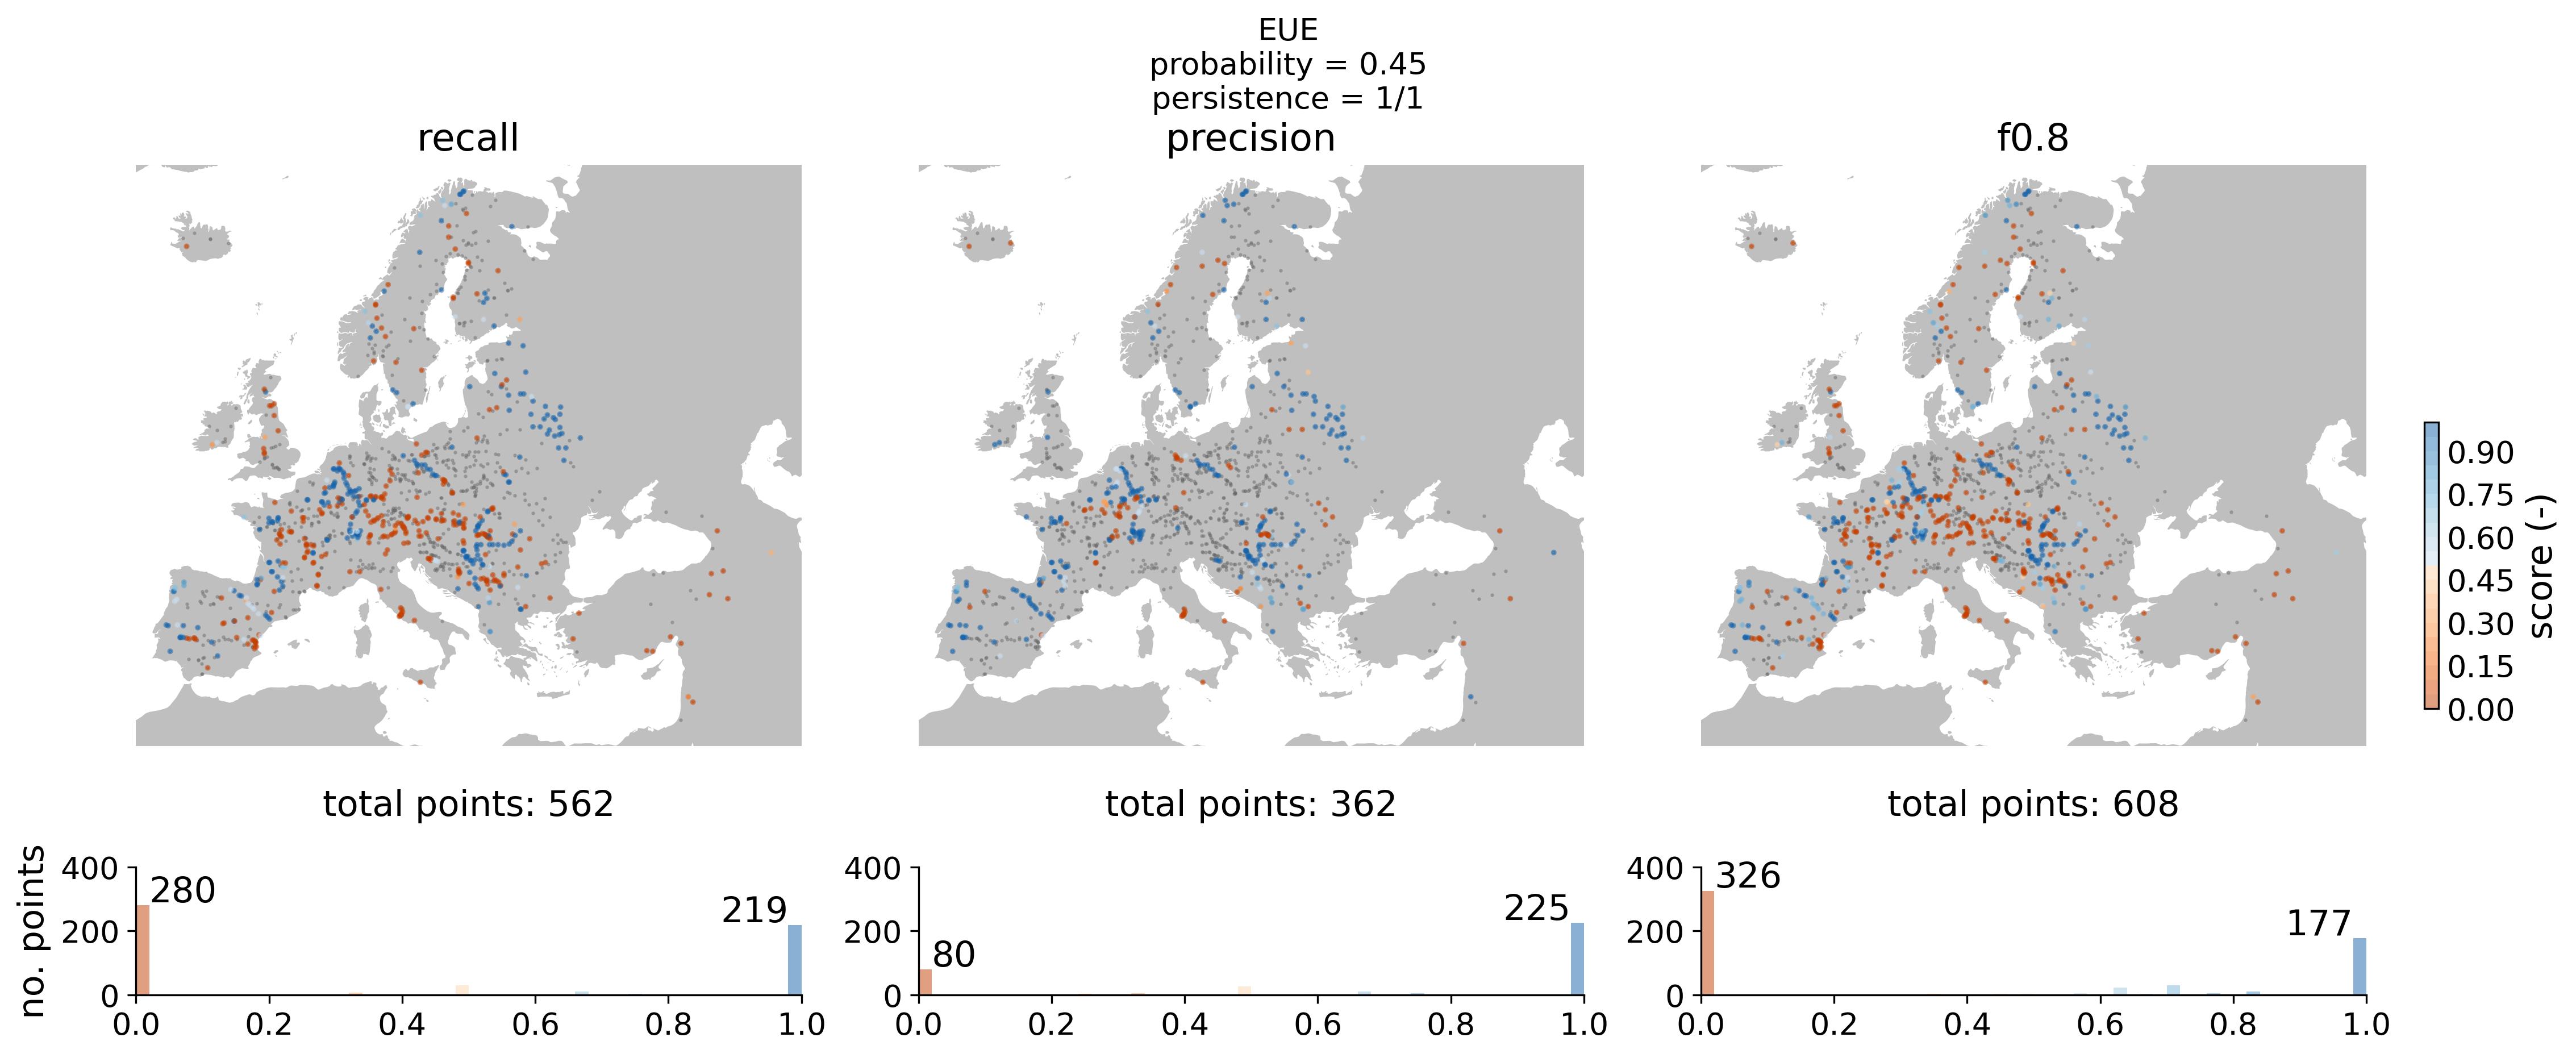 EUE
probability = 0.45
persistence = 1/1
recall
precision
f0.8
0.90
0.75
0.60
0.45
0.30
0.15
0.00
score (-)
total points: 562
total points: 362
total points: 608
no. points
400
200
0
280
219
0.0 0.2 0.4 0.6 0.8 1.0
400
200
0
80
225
0.0 0.2 0.4 0.6 0.8 1.0
400
200
0
326
177
0.0 0.2 0.4 0.6 0.8 1.0